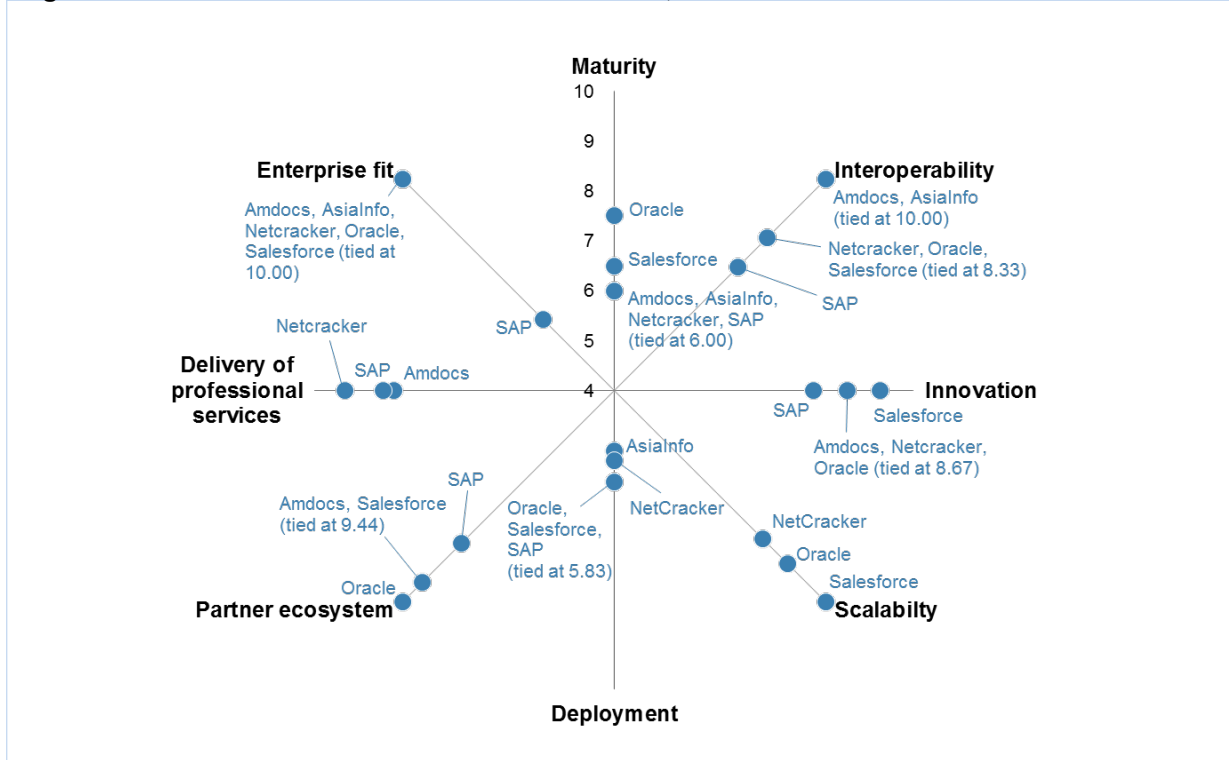 Maturity
10
9
8
7
6
5
4
Oracle
Salesforce
Amdocs, AsiaInfo,
Netcracker, SAP
(tied at 6.00)
Interoperability
Amdocs, AsiaInfo
(tied at 10.00)
Netcracker, Oracle,
Salesforce (tied at 8.33)
SAP
Innovation
SAP
Salesforce
Amdocs, Netcracker,
Oracle (tied at 8.67)
Scalabilty
NetCracker
Oracle
Salesforce
Deployment
AsiaInfo
NetCracker
Oracle,
Salesforce,
SAP
(tied at 5.83)
Partner ecosystem
SAP
Amdocs, Salesforce
(tied at 9.44)
Oracle
Delivery of
professional
services
Netcracker
SAP
Amdocs
Enterprise fit
Amdocs, AsiaInfo,
Netcracker, Oracle,
Salesforce (tied at
10.00)
SAP